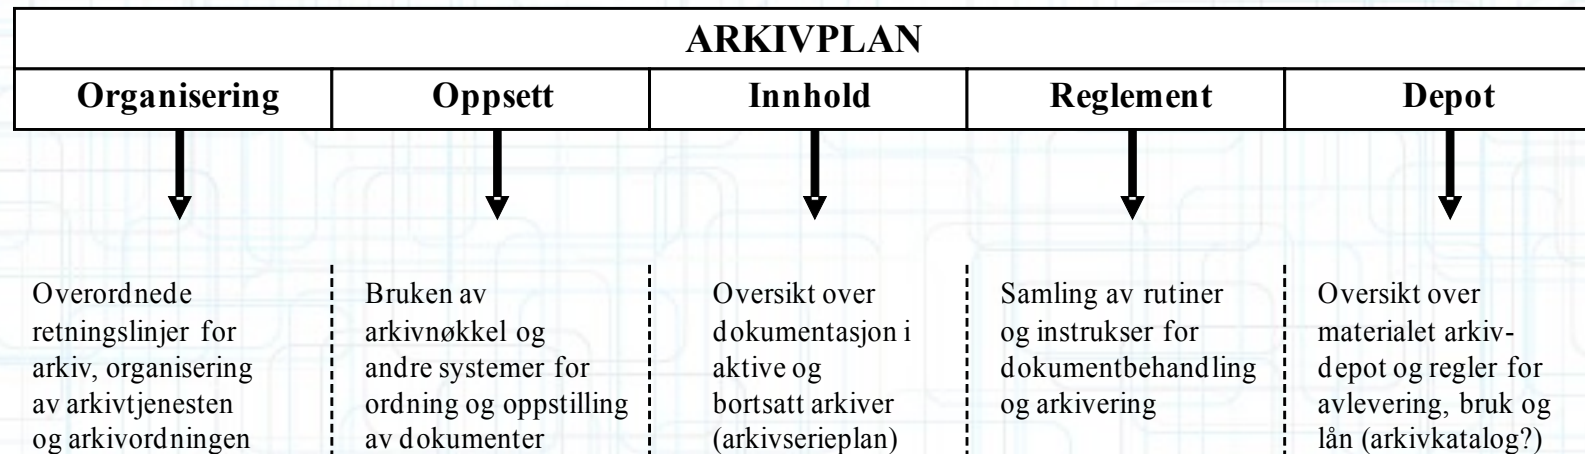 ARKIVPLAN
Organisering
Oppsett
Innhold
Reglement
Depot
Overordnede
retningslinjer for
arkiv, organisering
av arkivtjenesten
og arkivordningen
Bruken av
arkivnøkkel og
andre systemer for
ordning og oppstilling
av dokumenter
Oversikt over
dokumentasjon i
aktive og
bortsatt arkiver
(arkivserieplan)
Samling av rutiner
og instrukser for
dokumentbehandling
og arkivering
Oversikt over
materialet arkiv-
depot og regler for
avlevering, bruk og
lån (arkivkatalog?)